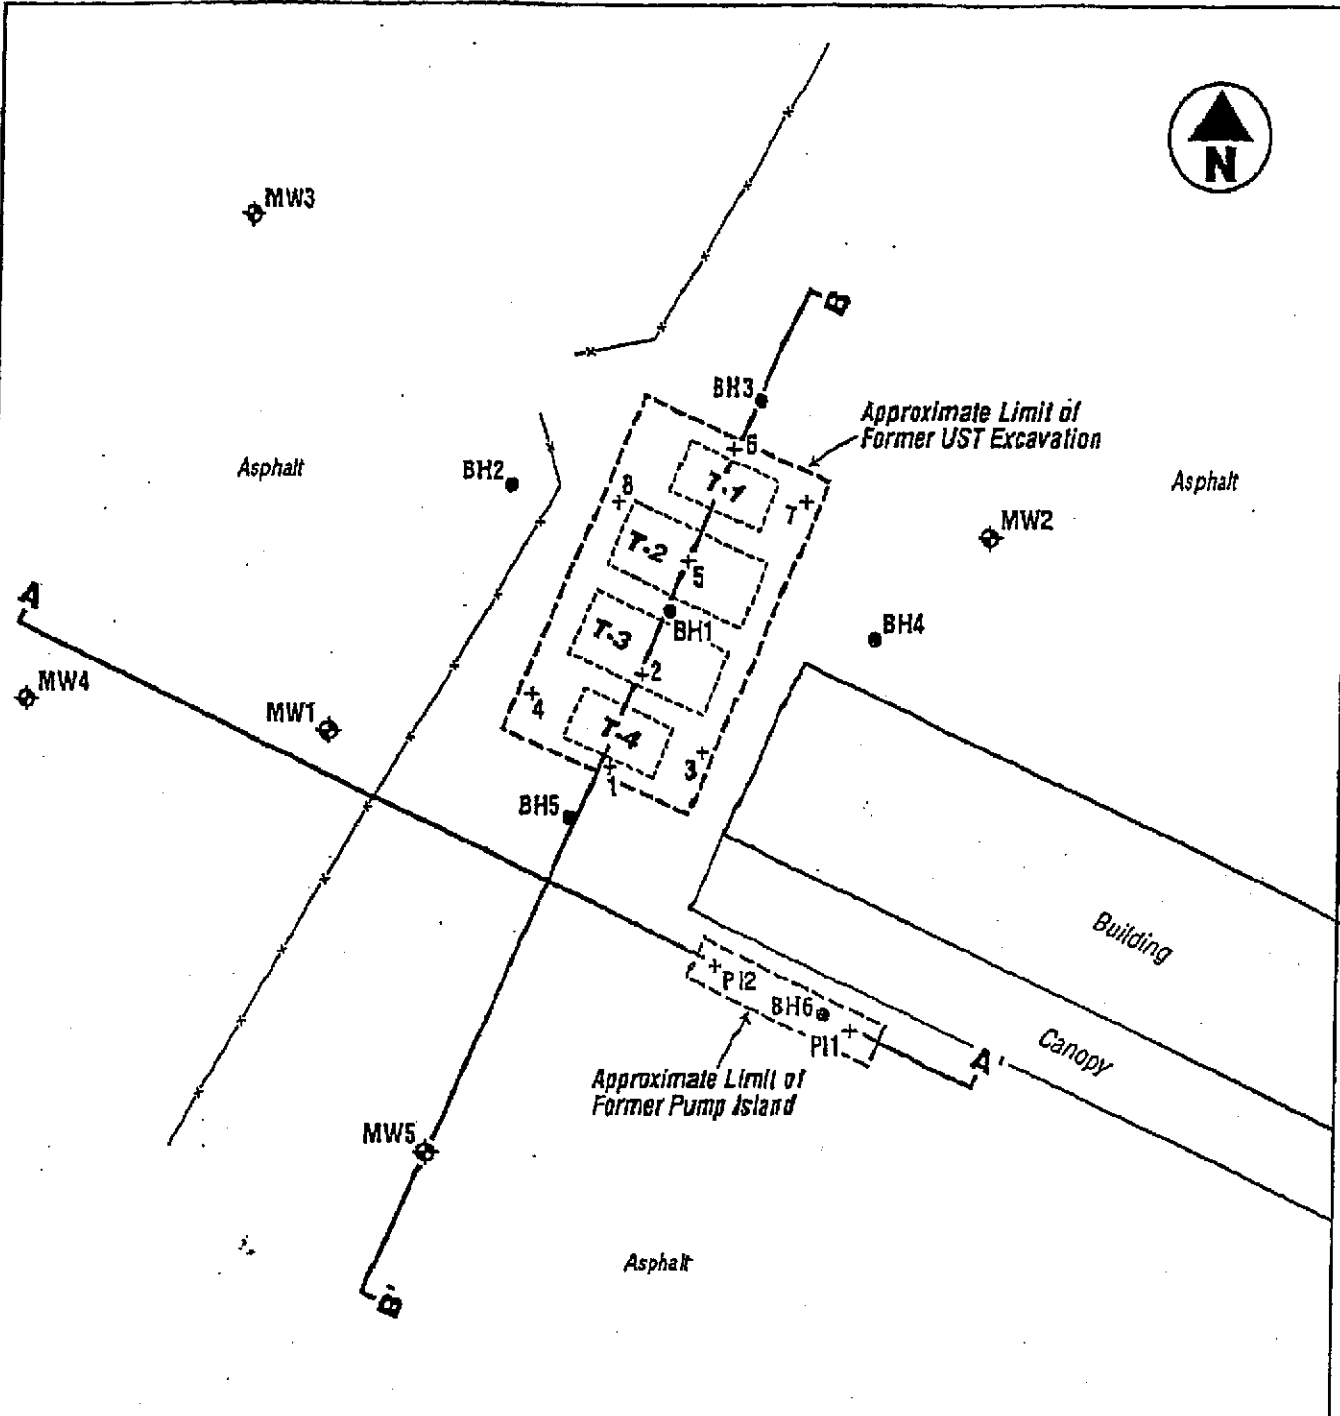 N
MW3
B
BH3
Approximate Limit of
Former UST Excavation
6
Asphalt
BH2
8
T-1
7
Asphalt
MW2
T-2
5
A
BH1
BH4
T-3
2
MW4
4
MW1
T-4
3
1
BH5
Building
PI2
BH6
PI1
A'
Canopy
Approximate Limit of
Former Pump Island
MW5
Asphalt
B'